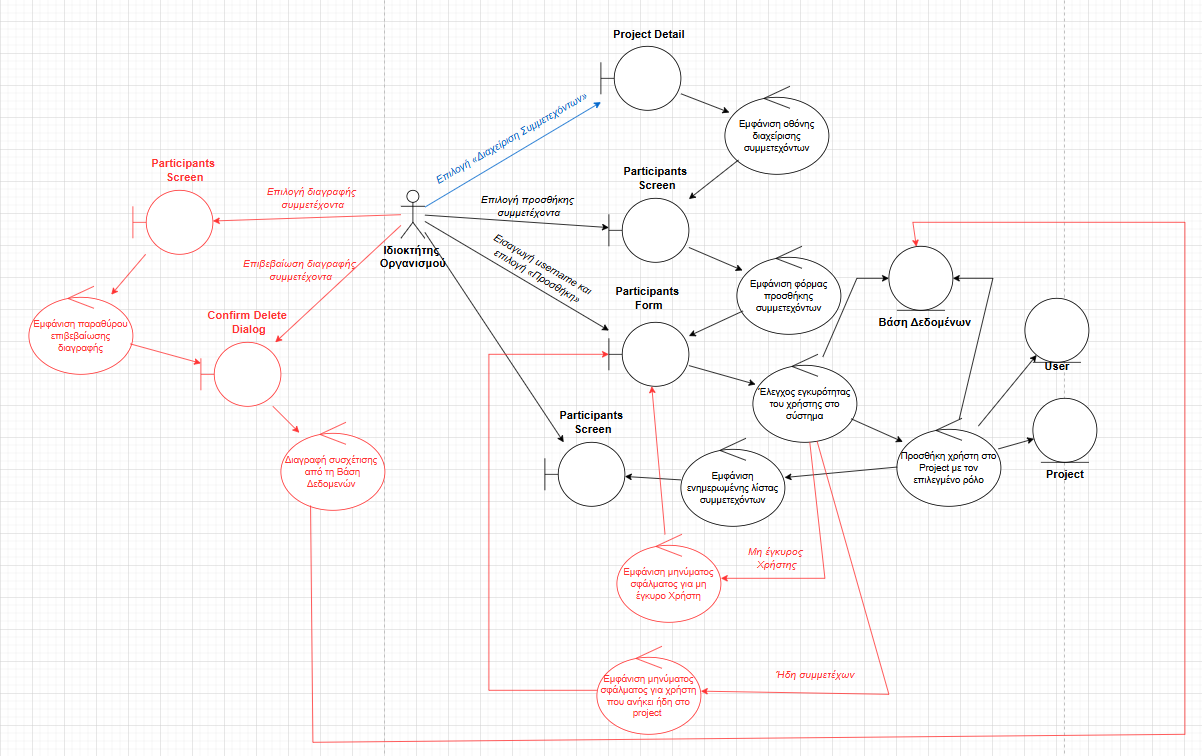 Project Detail
Επιλογή «Διαχείριση Συμμετεχόντων»
Εμφάνιση οθόνης
διαχείρισης
συμμετεχόντων
Participants
Screen
Επιλογή διαγραφής
συμμετέχοντα
Participants
Screen
Επιλογή προσθήκης
συμμετέχοντα
Ιδιοκτήτης
Οργανισμού
Εισαγωγή username και
επιλογή «Προσθήκη»
Επιβεβαίωση διαγραφής
συμμετέχοντα
Εμφάνιση φόρμας
προσθήκης
συμμετεχόντων
Participants
Form
Βάση Δεδομένων
Εμφάνιση παραθύρου
επιβεβαίωσης
διαγραφής
Confirm Delete
Dialog
User
Έλεγχος εγκυρότητας
του χρήστης στο
σύστημα
Participants
Screen
Διαγραφή συσχέτισης
από τη Βάση
Δεδομενών
Εμφάνιση
ενημερωμένης λίστας
συμμετεχόντων
Προσθήκη χρήστη στο
Project με τον
επιλεγμένο ρόλο
Project
Μη έγκυρος
Χρήστης
Εμφάνιση μηνύματος
σφάλματος για μη
έγκυρο Χρήστη
Ήδη συμμετέχων
Εμφάνιση μηνύματος
σφάλματος για χρήστη
που ανήκει ήδη στο
project